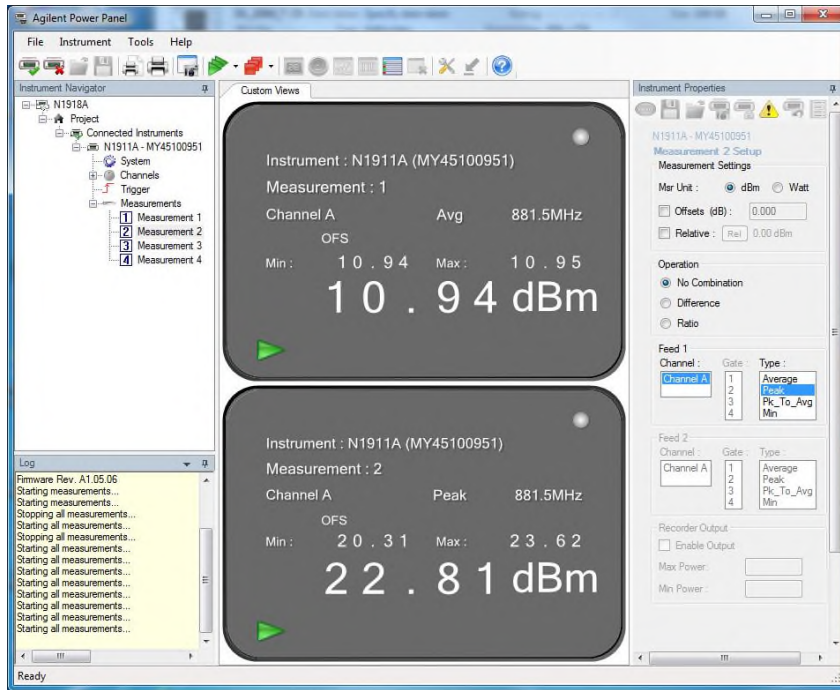 Agilent Power Panel
File Instrument Tools Help
Instrument Navigator
N1918A
Project
Connected Instruments
N1911A - MY45100951
System
Channels
Trigger
Measurements
1 Measurement 1
2 Measurement 2
3 Measurement 3
4 Measurement 4
Log
Firmware Rev. A1.05.06
Starting measurements...
Starting measurements...
Stopping all measurements...
Starting all measurements...
Stopping all measurements...
Starting all measurements...
Starting all measurements...
Starting all measurements...
Starting all measurements...
Starting all measurements...
Starting all measurements...
Starting all measurements...
Starting all measurements...
Custom Views
Instrument : N1911A (MY45100951)
Measurement : 1
Channel A Avg 881.5MHz
OFS
Min : 10.94 Max : 10.95
10.94 dBm
Instrument : N1911A (MY45100951)
Measurement : 2
Channel A Peak 881.5MHz
OFS
Min : 20.31 Max : 23.62
22.81 dBm
Instrument Properties
N1911A - MY45100951
Measurement 2 Setup
Measurement Settings
Msr Unit : dBm Watt
Offsets (dB) : 0.000
Relative : Rel 0.00 dBm
Operation
No Combination
Difference
Ratio
Feed 1
Channel : Gate : Type :
Channel A 1 Average
2 Peak
3 Pk_To_Avg
4 Min
Feed 2
Channel : Gate : Type :
Channel A 1 Average
2 Peak
3 Pk_To_Avg
4 Min
Recorder Output
Enable Output
Max Power:
Min Power :
Ready